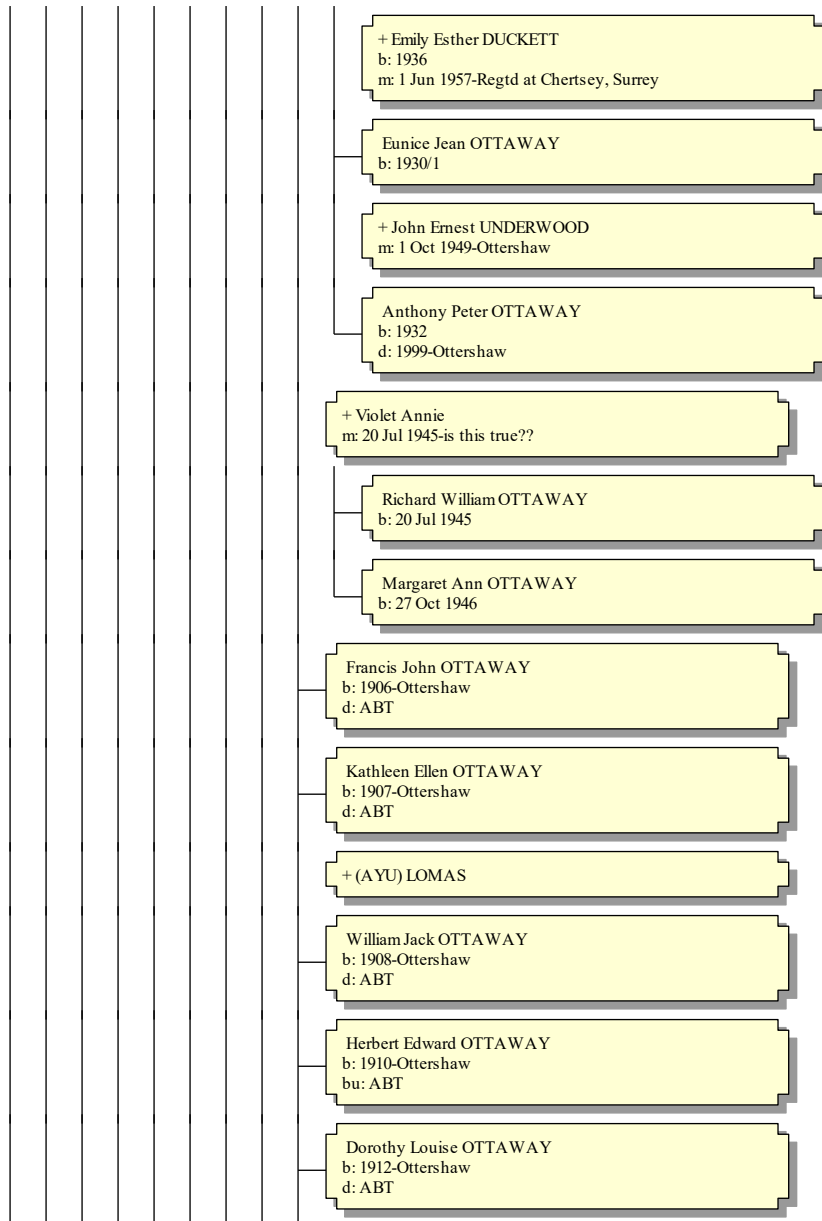 + Emily Esther DUCKETT
b: 1936
m: 1 Jun 1957-Regtd at Chertsey, Surrey
Eunice Jean OTTAWAY
b: 1930/1
+ John Ernest UNDERWOOD
m: 1 Oct 1949-Ottershaw
Anthony Peter OTTAWAY
b: 1932
d: 1999-Ottershaw
+ Violet Annie
m: 20 Jul 1945-is this true??
Richard William OTTAWAY
b: 20 Jul 1945
Margaret Ann OTTAWAY
b: 27 Oct 1946
Francis John OTTAWAY
b: 1906-Ottershaw
d: ABT
Kathleen Ellen OTTAWAY
b: 1907-Ottershaw
d: ABT
+ (AYU) LOMAS
William Jack OTTAWAY
b: 1908-Ottershaw
d: ABT
Herbert Edward OTTAWAY
b: 1910-Ottershaw
bu: ABT
Dorothy Louise OTTAWAY
b: 1912-Ottershaw
d: ABT